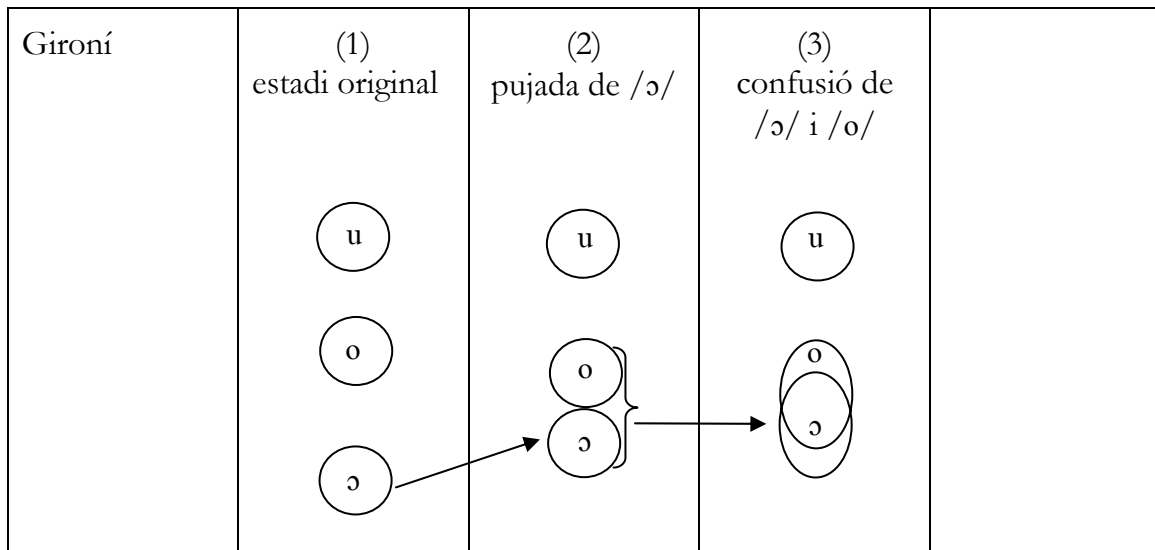 Gironí
(1)
estadi original
(2)
pujada de /ɔ/
(3)
confusió de
/ɔ/ i /o/
u
u
u
o
o
o
ɔ
ɔ
ɔ